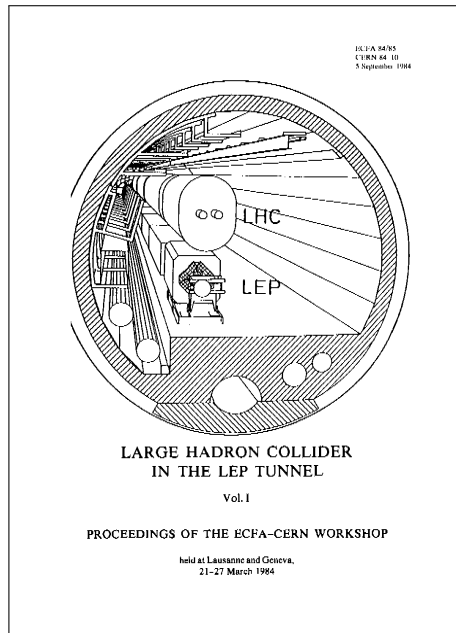 ECFA 84/85
CERN 84-10
5 September 1984
LHC
LEP
LARGE HADRON COLLIDER
IN THE LEP TUNNEL
Vol. I
PROCEEDINGS OF THE ECFA-CERN WORKSHOP
held at Lausanne and Geneva,
21-27 March 1984